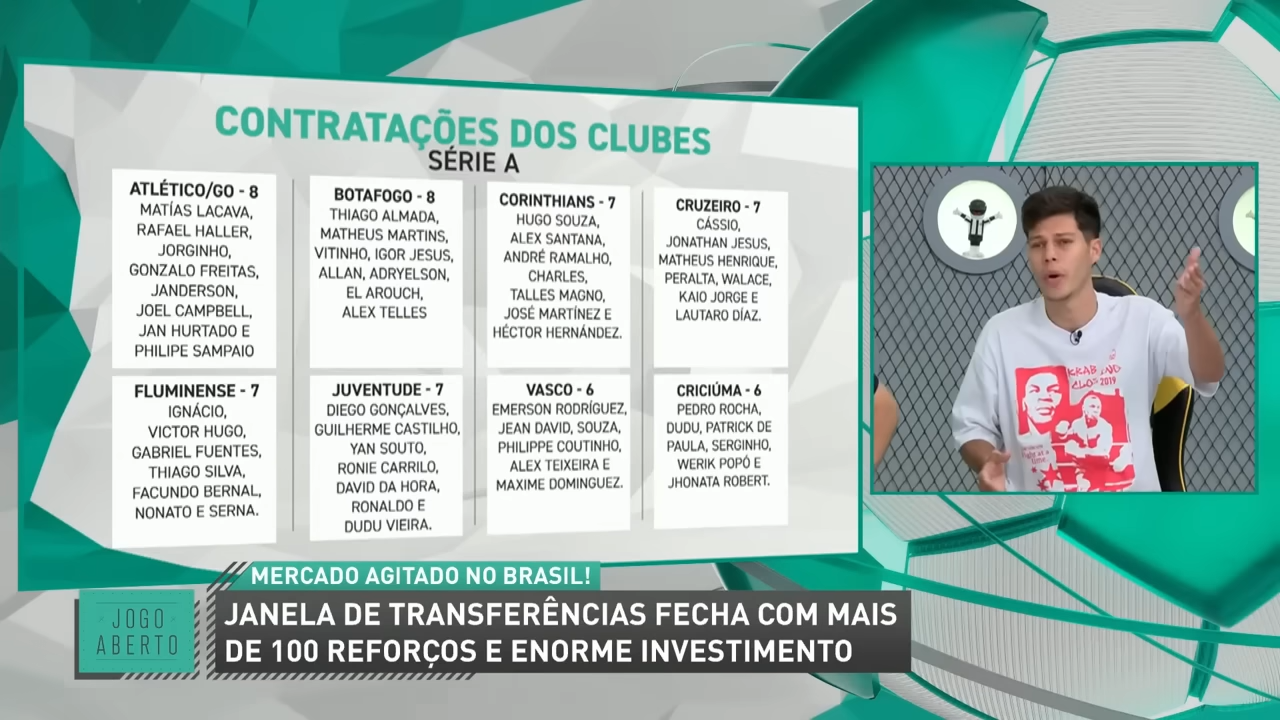 CONTRATAÇÕES DOS CLUBES
SÉRIE A
ATLÉTICO/GO - 8
MATÍAS LACAVA,
RAFAEL HALLER,
JORGINHO,
GONZALO FREITAS,
JANDERSON,
JOEL CAMPBELL,
JAN HURTADO E
PHILIPE SAMPAIO
BOTAFOGO - 8
THIAGO ALMADA,
MATHEUS MARTINS,
VITINHO, IGOR JESUS,
ALLAN, ADRYELSON,
EL AROUCH,
ALEX TELLES
CORINTHIANS - 7
HUGO SOUZA,
ALEX SANTANA,
ANDRÉ RAMALHO,
CHARLES,
TALLES MAGNO,
JOSÉ MARTÍNEZ E
HÉCTOR HERNÁNDEZ.
CRUZEIRO - 7
CÁSSIO,
JONATHAN JESUS,
MATHEUS HENRIQUE,
PERALTA, WALACE,
KAIO JORGE E
LAUTARO DÍAZ.
FLUMINENSE - 7
IGNÁCIO,
VICTOR HUGO,
GABRIEL FUENTES,
THIAGO SILVA,
FACUNDO BERNAL,
NONATO E SERNA.
JUVENTUDE - 7
DIEGO GONÇALVES,
GUILHERME CASTILHO,
YAN SOUTO,
RONIE CARRILO,
DAVID DA HORA,
RONALDO E
DUDU VIEIRA.
VASCO - 6
EMERSON RODRÍGUEZ,
JEAN DAVID, SOUZA,
PHILIPPE COUTINHO,
ALEX TEIXEIRA E
MAXIME DOMINGUEZ.
CRICIÚMA - 6
PEDRO ROCHA,
DUDU, PATRICK DE
PAULA, SERGINHO,
WERIK POPÓ E
JHONATA ROBERT.
2019
MERCADO AGITADO NO BRASIL!
JOGO
ABERTO
JANELA DE TRANSFERÊNCIAS FECHA COM MAIS
DE 100 REFORÇOS E ENORME INVESTIMENTO